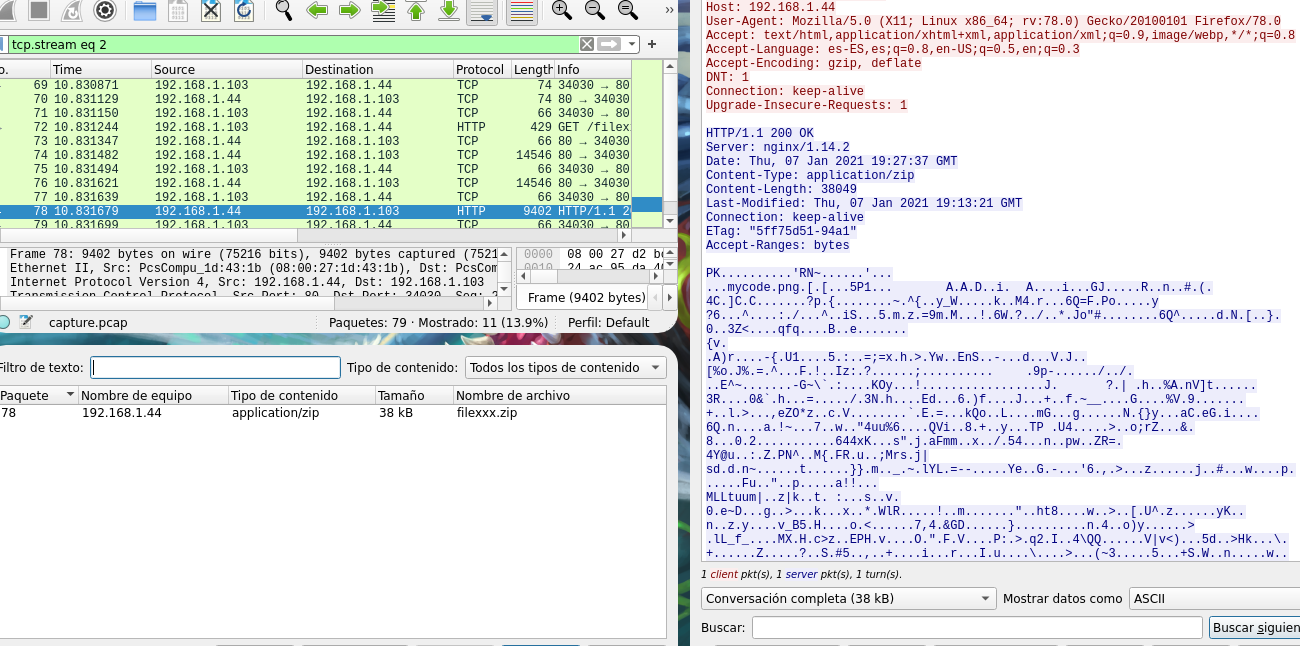 tcp.stream eq 2
Time Source Destination Protocol Length Info
69 10.830871 192.168.1.103 192.168.1.44 TCP 74 34030 → 80
70 10.831129 192.168.1.44 192.168.1.103 TCP 74 80 → 34030
71 10.831150 192.168.1.103 192.168.1.44 TCP 66 34030 → 80
72 10.831244 192.168.1.103 192.168.1.44 HTTP 429 GET /filex
73 10.831347 192.168.1.44 192.168.1.103 TCP 66 80 → 34030
74 10.831482 192.168.1.44 192.168.1.103 TCP 14546 80 → 34030
75 10.831494 192.168.1.103 192.168.1.44 TCP 66 34030 → 80
76 10.831621 192.168.1.44 192.168.1.103 TCP 14546 80 → 34030
77 10.831639 192.168.1.103 192.168.1.44 TCP 66 34030 → 80
78 10.831679 192.168.1.44 192.168.1.103 HTTP 9402 HTTP/1.1 2
79 10.831699 192.168.1.103 192.168.1.44 TCP 66 34030 → 80
Frame 78: 9402 bytes on wire (75216 bits), 9402 bytes captured (7521
Ethernet II, Src: PcsCompu_1d:43:1b (08:00:27:1d:43:1b), Dst: PcsCom
Internet Protocol Version 4, Src: 192.168.1.44, Dst: 192.168.1.103
Transmission Control Protocol, Src Port: 80, Dst Port: 34030, Seq: 2
0000 08 00 27 d2 bc
0010 24 ac 95 da 40
Frame (9402 bytes)
capture.pcap
Paquetes: 79 · Mostrado: 11 (13.9%)
Perfil: Default
Filtro de texto:
Tipo de contenido: Todos los tipos de contenido
Paquete Nombre de equipo Tipo de contenido Tamaño Nombre de archivo
78 192.168.1.44 application/zip 38 kB filexxx.zip
Host: 192.168.1.44
User-Agent: Mozilla/5.0 (X11; Linux x86_64; rv:78.0) Gecko/20100101 Firefox/78.0
Accept: text/html,application/xhtml+xml,application/xml;q=0.9,image/webp,*/*;q=0.8
Accept-Language: es-ES,es;q=0.8,en-US;q=0.5,en;q=0.3
Accept-Encoding: gzip, deflate
DNT: 1
Connection: keep-alive
Upgrade-Insecure-Requests: 1
HTTP/1.1 200 OK
Server: nginx/1.14.2
Date: Thu, 07 Jan 2021 19:27:37 GMT
Content-Type: application/zip
Content-Length: 38049
Last-Modified: Thu, 07 Jan 2021 19:13:21 GMT
Connection: keep-alive
ETag: "5ff75d51-94a1"
Accept-Ranges: bytes
PK..........'RN~......'...
...mycode.png.[.[...5P1... A.A.D..i. A....i...GJ.....R..n..#.(.
4C.]C.C.......?p.{........~.^{..y_W.....k..M4.r...6Q=F.Po.....y
?6...^....:./...^..iS...5.m.z.=9m.M...!.6W.?../..*.Jo"#........6Q^.....d.N.[..}.
0..3Z<....qfq....B..e.......
{v.
.A)r....-{.U1....5.:..=;=x.h.>.Yw..EnS..-...d...V.J..
[%o.J%.=.^...F.!..Iz:.?......;.......... .9p-....../../.
..E^~.......-G~\`.:....KOy...!.................J. ?.| .h..%A.nV]t......
3R....0&`.h...=...../.3N.h....Ed...6.)f....J...+..f.~__....G....%V.9.......
+..l.>...,eZO*z..c.V........`.E.=...kQo..L....mG...g......N.{}y...aC.eG.i....
6Q.n....a.!~...7..w.."4uu%6....QVi..8.+..y...TP .U4.....>..o;rZ...&.
8...0.2...........644xK...s".j.aFmm..x../.54...n..pw..ZR=.
4Y@u..:.Z.PN^..M{.FR.u..;Mrs.j|
sd.d.n~......t......}}.m.._.~.lYL.=--.....Ye..G.-...'6.,.>...z......j..#...w....p.
.....Fu.."..p.....a!!...
MLLtuum|..z|k..t. :...s..v.
0.e~D...g..>...k...x..*.WlR.....!..m......."..ht8....w..>..[.U^.z......yK..
n..z.y....v_B5.H....o.<......7,4.&GD......}..........n.4..o)y......>
.lL_f_....MX.H.c>z..EPH.v....O.".F.V....P:.>.q2.I..4\QQ......V|v<)...5d..>Hk...\.
+......Z.....?..S.#5..,..+....i...r...I.u....\....>...(~3.....5...+S.W..n.....w..
1 client pkt(s), 1 server pkt(s), 1 turn(s).
Conversación completa (38 kB)
Mostrar datos como ASCII
Buscar:
Buscar siguien